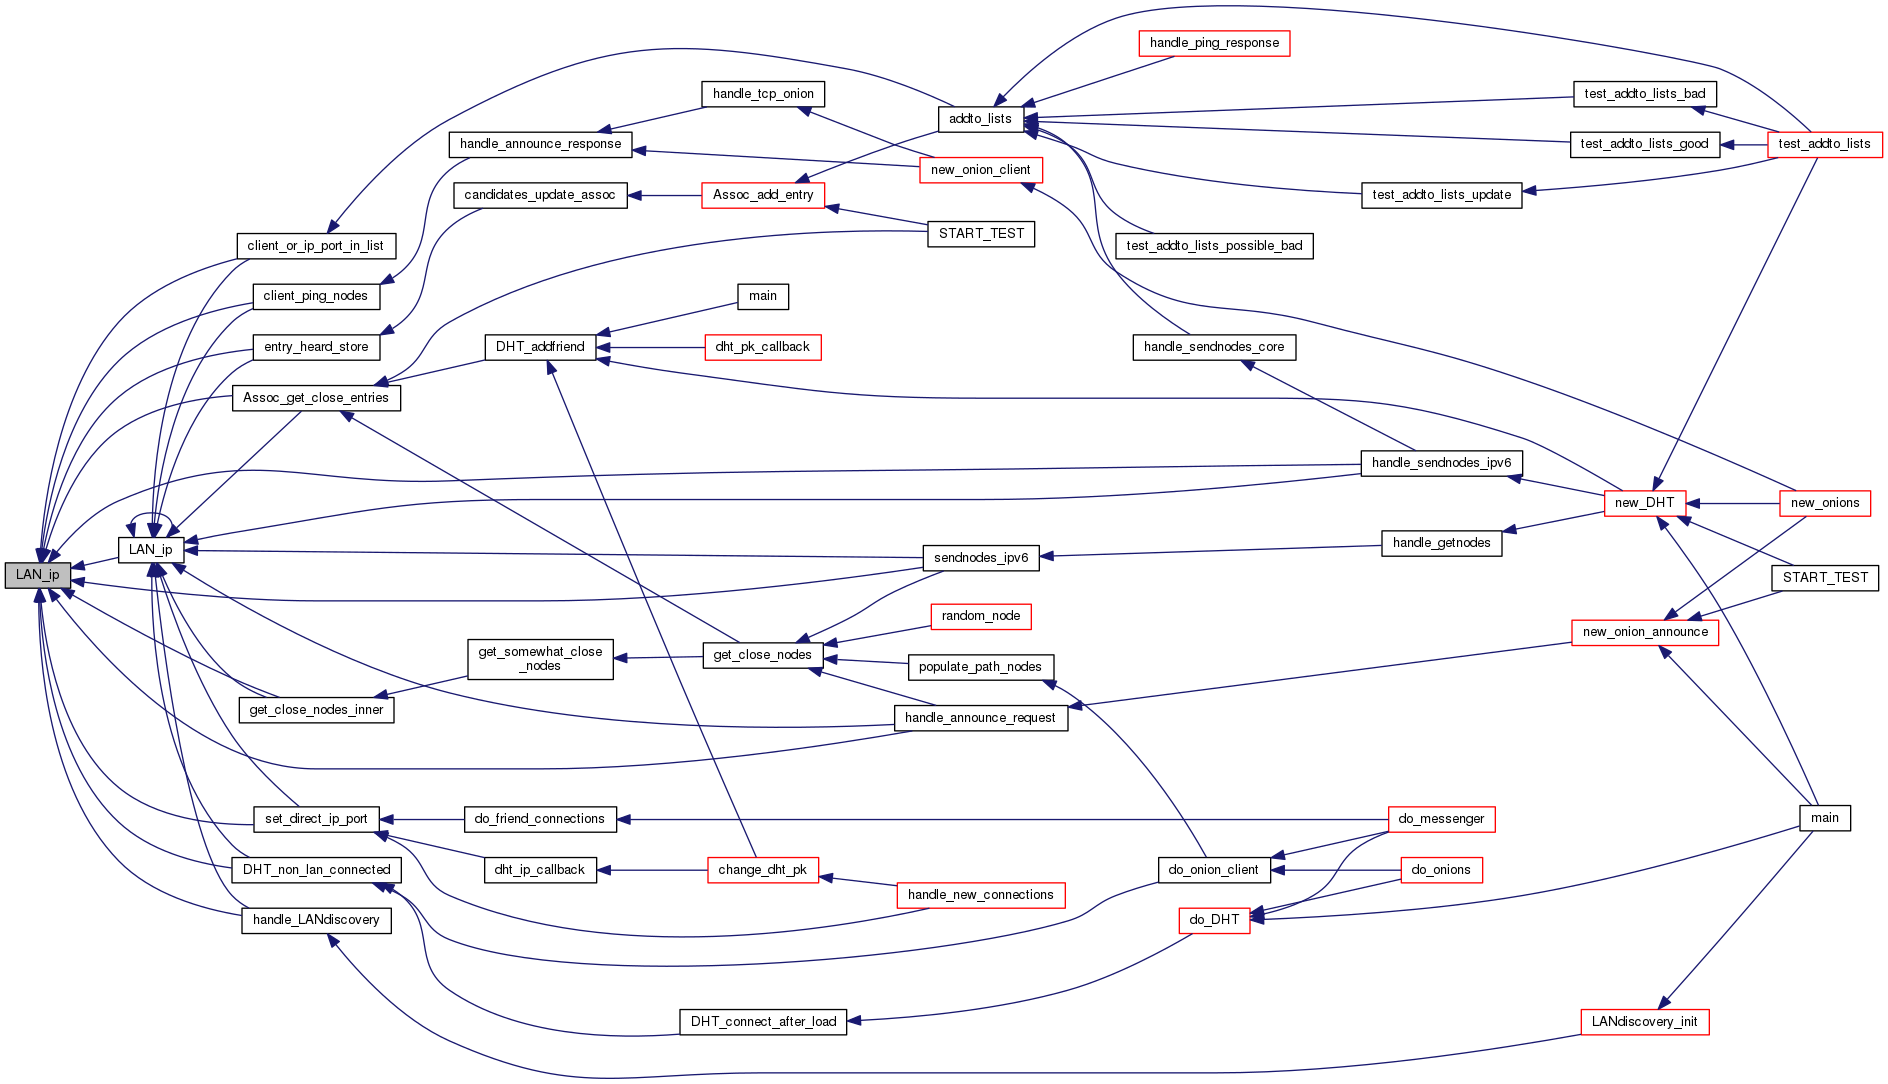 LAN_ip
LAN_ip
client_or_ip_port_in_list
client_ping_nodes
entry_heard_store
Assoc_get_close_entries
get_close_nodes_inner
set_direct_ip_port
DHT_non_lan_connected
handle_LANdiscovery
handle_announce_response
candidates_update_assoc
DHT_addfriend
get_somewhat_close
_nodes
do_friend_connections
dht_ip_callback
handle_tcp_onion
Assoc_add_entry
main
dht_pk_callback
get_close_nodes
change_dht_pk
DHT_connect_after_load
addto_lists
new_onion_client
START_TEST
sendnodes_ipv6
random_node
populate_path_nodes
handle_announce_request
handle_new_connections
handle_ping_response
test_addto_lists_possible_bad
handle_sendnodes_core
do_onion_client
do_DHT
test_addto_lists_update
handle_sendnodes_ipv6
handle_getnodes
do_messenger
do_onions
test_addto_lists_bad
test_addto_lists_good
new_DHT
new_onion_announce
LANdiscovery_init
test_addto_lists
new_onions
START_TEST
main